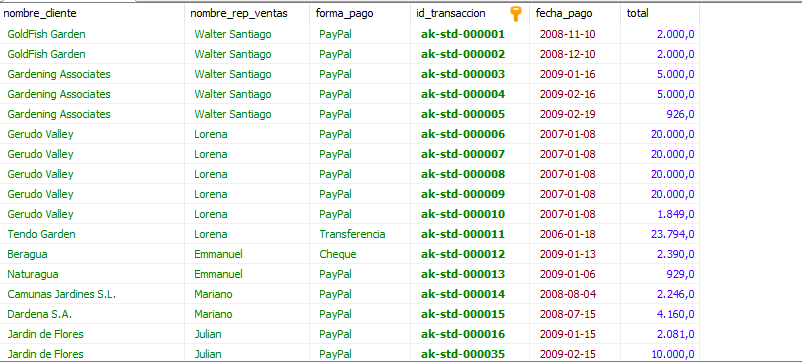 nombre_cliente nombre_rep_ventas forma_pago id_transaccion fecha_pago total
GoldFish Garden Walter Santiago PayPal ak-std-000001 2008-11-10 2.000,0
GoldFish Garden Walter Santiago PayPal ak-std-000002 2008-12-10 2.000,0
Gardening Associates Walter Santiago PayPal ak-std-000003 2009-01-16 5.000,0
Gardening Associates Walter Santiago PayPal ak-std-000004 2009-02-16 5.000,0
Gardening Associates Walter Santiago PayPal ak-std-000005 2009-02-19 926,0
Gerudo Valley Lorena PayPal ak-std-000006 2007-01-08 20.000,0
Gerudo Valley Lorena PayPal ak-std-000007 2007-01-08 20.000,0
Gerudo Valley Lorena PayPal ak-std-000008 2007-01-08 20.000,0
Gerudo Valley Lorena PayPal ak-std-000009 2007-01-08 20.000,0
Gerudo Valley Lorena PayPal ak-std-000010 2007-01-08 1.849,0
Tendo Garden Lorena Transferencia ak-std-000011 2006-01-18 23.794,0
Beragua Emmanuel Cheque ak-std-000012 2009-01-13 2.390,0
Naturagua Emmanuel PayPal ak-std-000013 2009-01-06 929,0
Camunas Jardines S.L. Mariano PayPal ak-std-000014 2008-08-04 2.246,0
Dardena S.A. Mariano PayPal ak-std-000015 2008-07-15 4.160,0
Jardin de Flores Julian PayPal ak-std-000016 2009-01-15 2.081,0
Jardin de Flores Julian PayPal ak-std-000035 2009-02-15 10.000,0